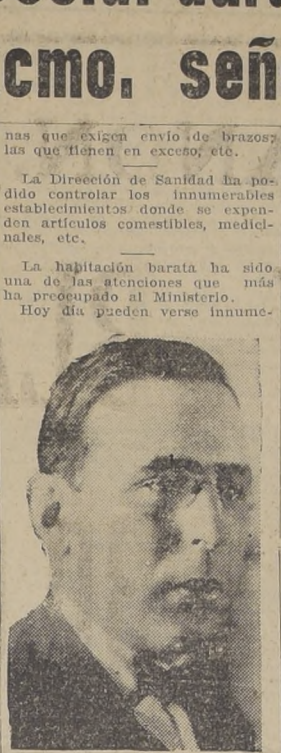 cmo. señ
nas que exigen envío de brazos;
las que tienen en exceso, etc.
La Dirección de Sanidad ha po-
dido controlar los innumerables
establecimientos donde se expen-
den artículos comestibles, medici-
nales, etc.
La habitación barata ha sido
una de las atenciones que más
ha preocupado al Ministerio.
Hoy día pueden verse innume-